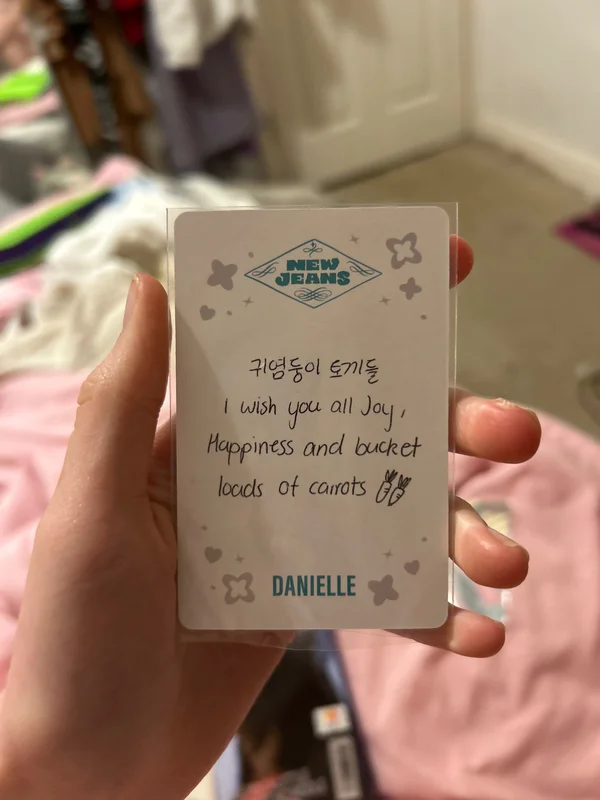 NEW
JEANS
귀염둥이 토끼들
I wish you all Joy,
Happiness and bucket
loads of carrots
DANIELLE